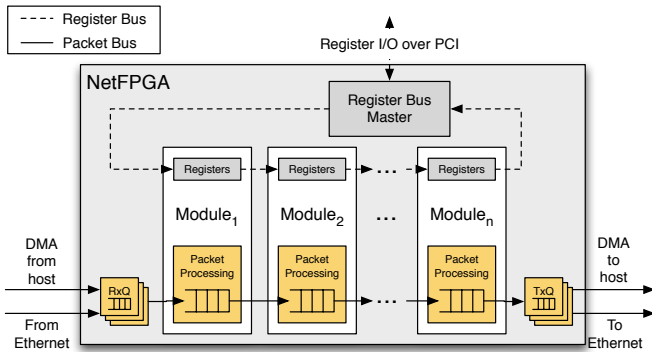 Register Bus
Packet Bus
Register I/O over PCI
NetFPGA
Register Bus
Master
Registers
Registers
...
Registers
Module1
Module2
...
Modulen
DMA
from
host
DMA
to
host
Packet
Processing
Packet
Processing
Packet
Processing
RxQ
...
TxQ
From
Ethernet
To
Ethernet